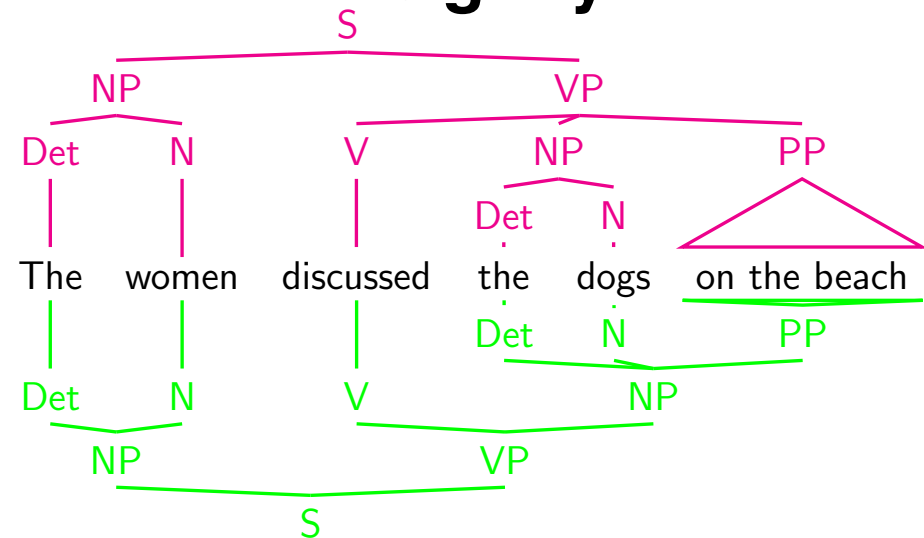 S
NP VP
Det N V NP PP
Det N
The women discussed the dogs on the beach
Det N PP
Det N V NP
NP VP
S